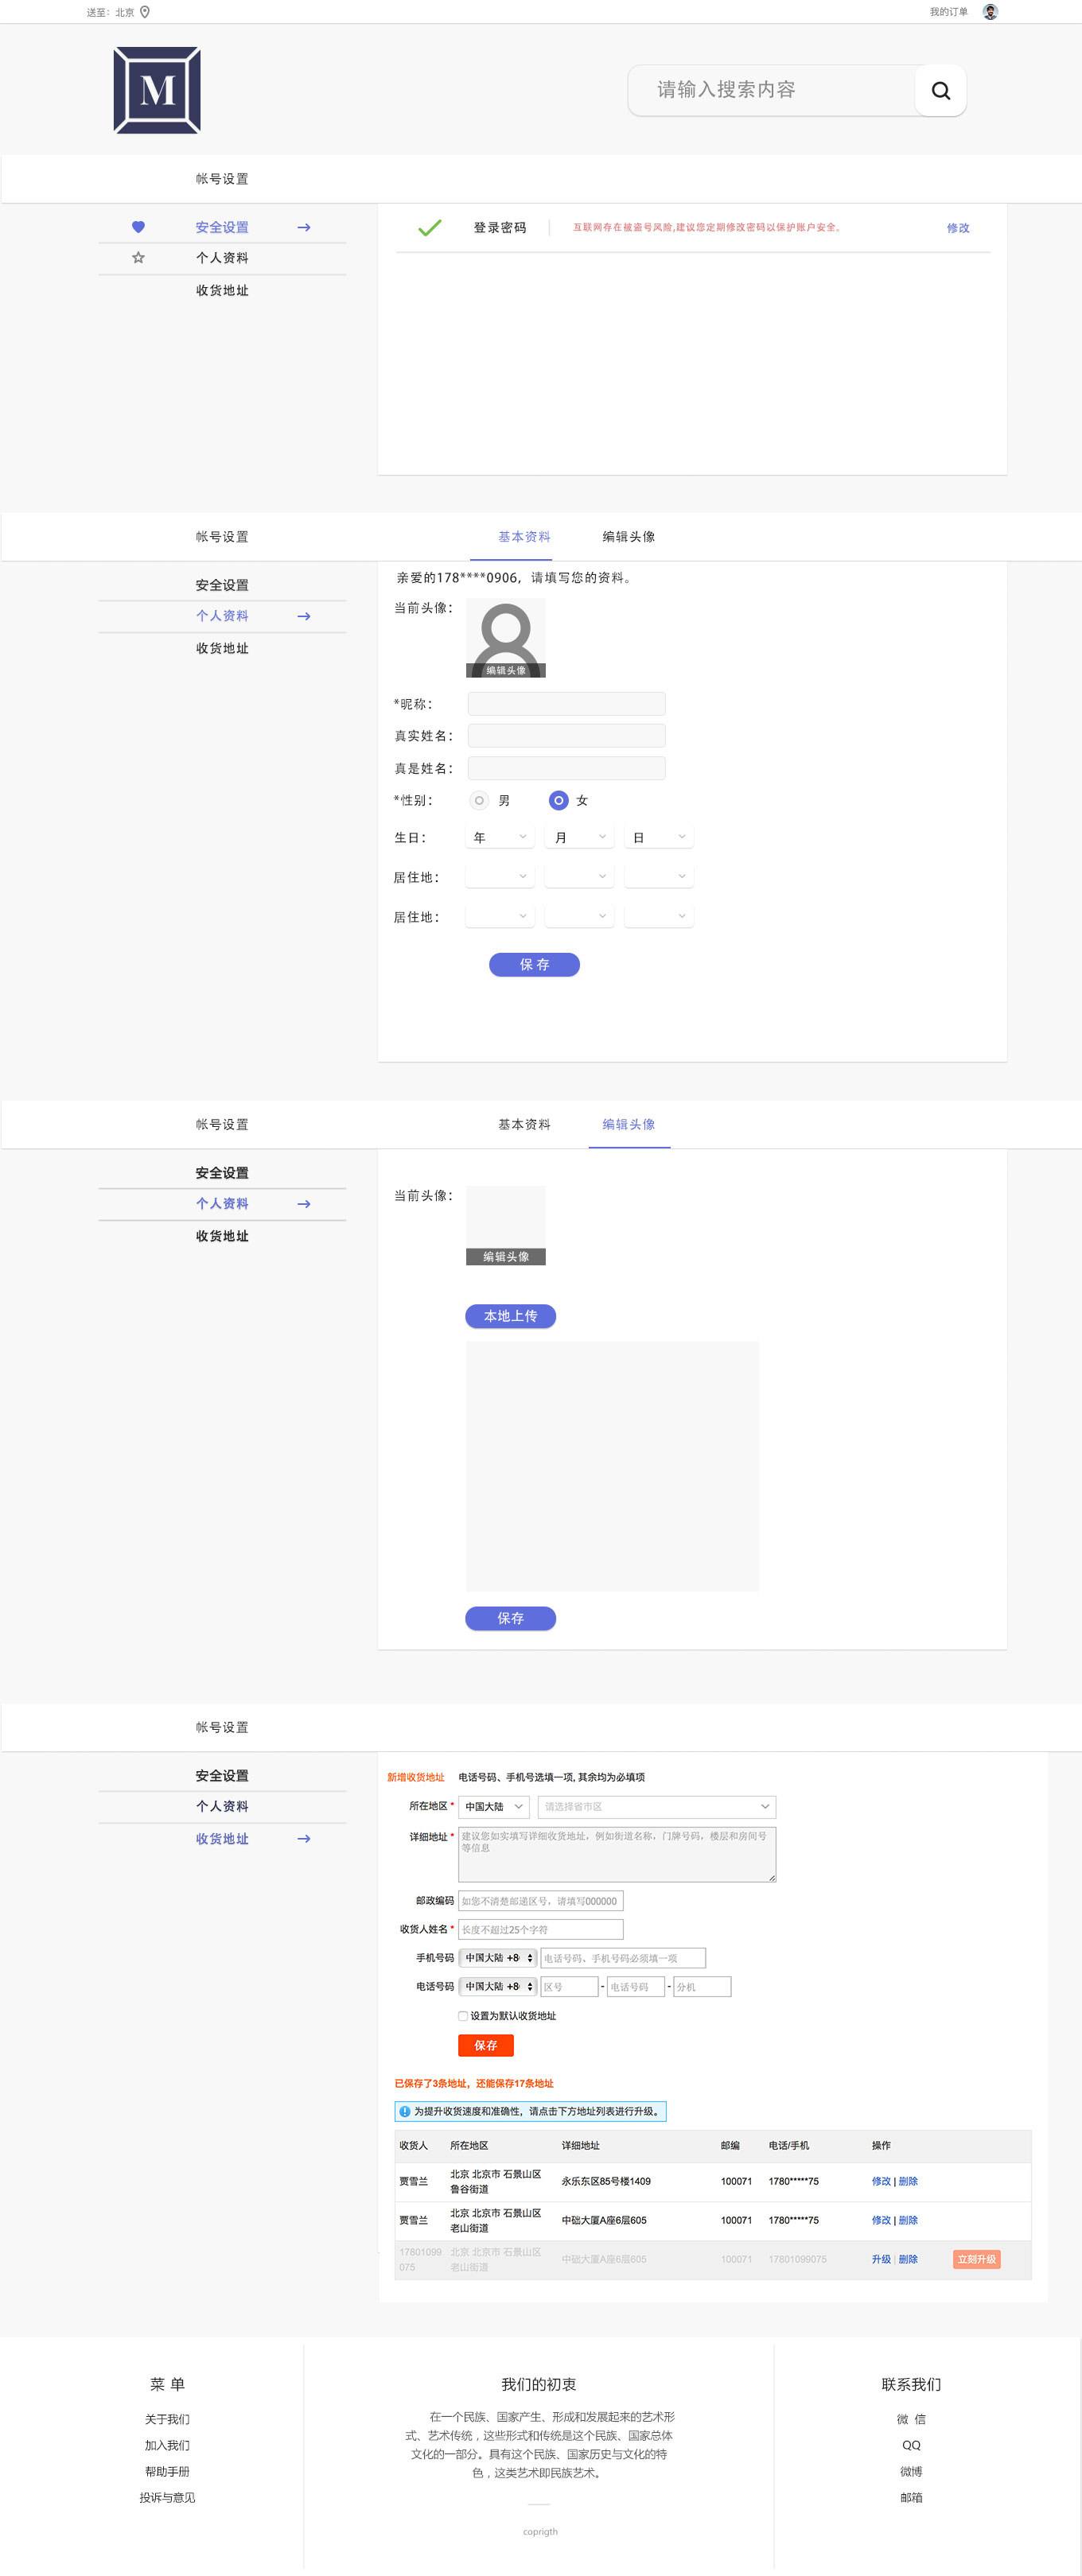 送至：北京
我的订单
M
请输入搜索内容
帐号设置
安全设置
个人资料
收货地址
登录密码
互联网存在被盗号风险,建议您定期修改密码以保护账户安全。
修改
帐号设置
基本资料
编辑头像
安全设置
个人资料
收货地址
亲爱的178****0906，请填写您的资料。
当前头像：
编辑头像
*昵称：
真实姓名：
真是姓名：
*性别：
男
女
生日：
年
月
日
居住地：
居住地：
保 存
帐号设置
基本资料
编辑头像
安全设置
个人资料
收货地址
当前头像：
编辑头像
本地上传
保存
帐号设置
安全设置
个人资料
收货地址
新增收货地址 电话号码、手机号选填一项, 其余均为必填项
所在地区 * 中国大陆 请选择省市区
详细地址 * 建议您如实填写详细收货地址，例如街道名称，门牌号码，楼层和房间号
等信息
邮政编码 如您不清楚邮递区号，请填写000000
收货人姓名 * 长度不超过25个字符
手机号码 中国大陆 +8 电话号码、手机号码必须填一项
电话号码 中国大陆 +8 区号 - 电话号码 - 分机
设置为默认收货地址
保存
已保存了3条地址，还能保存17条地址
为提升收货速度和准确性，请点击下方地址列表进行升级。
收货人 所在地区 详细地址 邮编 电话/手机 操作
贾雪兰 北京 北京市 石景山区 永乐东区85号楼1409 100071 1780*****75 修改 | 删除
鲁谷街道
贾雪兰 北京 北京市 石景山区 中础大厦A座6层605 100071 1780*****75 修改 | 删除
老山街道
17801099 北京 北京市 石景山区 中础大厦A座6层605 100071 17801099075 升级 | 删除 立刻升级
075 老山街道
菜 单
关于我们
加入我们
帮助手册
投诉与意见
我们的初衷
在一个民族、国家产生、形成和发展起来的艺术形
式、艺术传统，这些形式和传统是这个民族、国家总体
文化的一部分。具有这个民族、国家历史与文化的特
色，这类艺术即民族艺术。
coprigth
联系我们
微 信
QQ
微博
邮箱